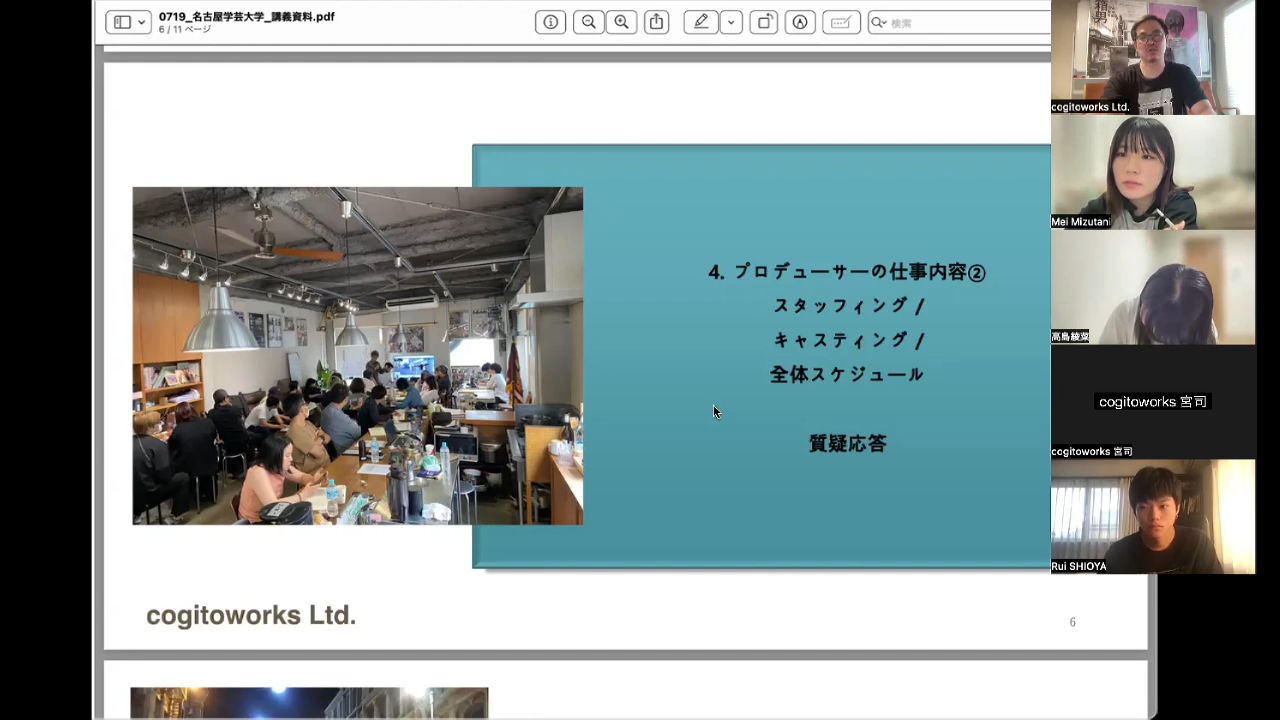 0719_名古屋学芸大学_講義資料.pdf
6 / 11 ページ
検索
4. プロデューサーの仕事内容②
スタッフィング /
キャスティング /
全体スケジュール
質疑応答
cogitoworks Ltd.
6
cogitoworks Ltd.
Mei Mizutani
高島綾菜
cogitoworks 宮司
cogitoworks 宮司
Rui SHIOYA